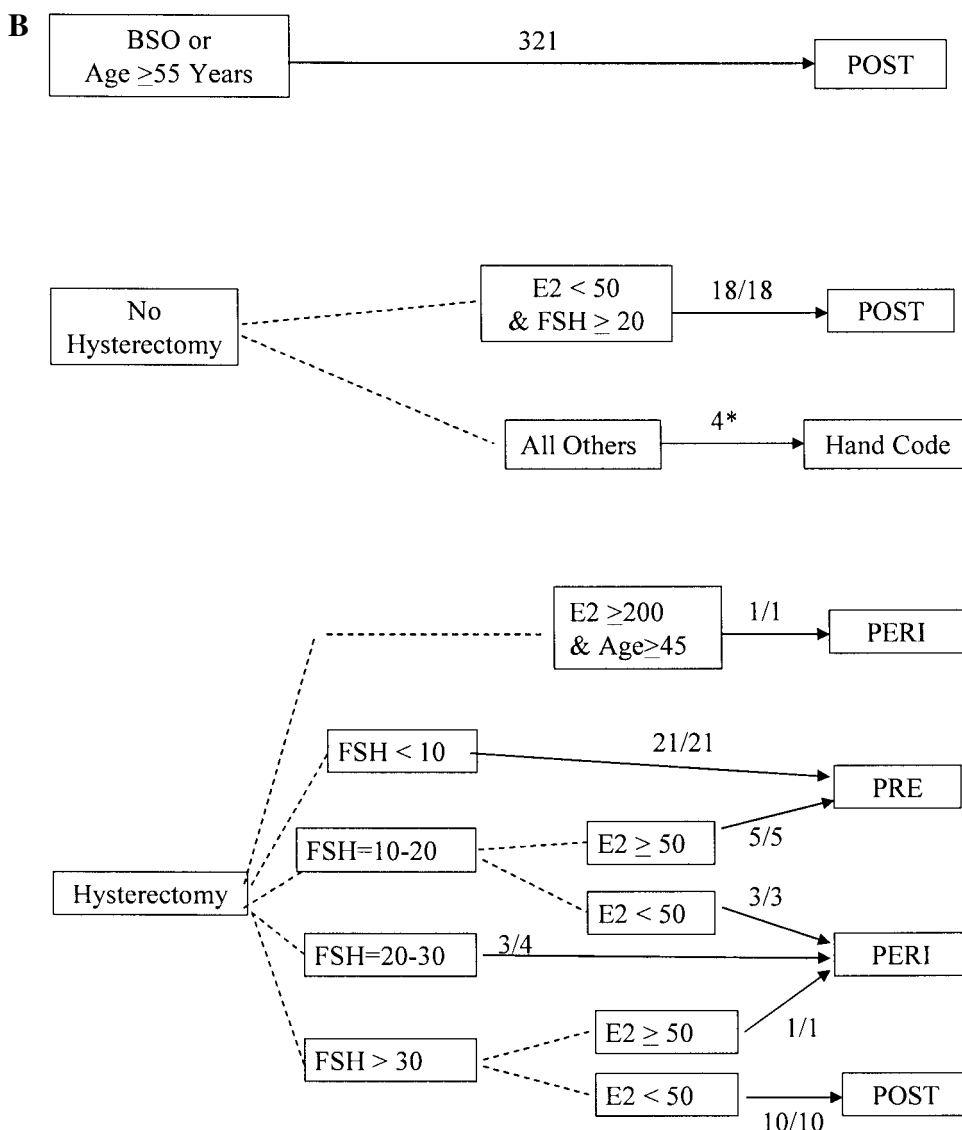 B
BSO or
Age ≥55 Years
321
POST
No
Hysterectomy
E2 < 50
& FSH ≥ 20
18/18
POST
All Others
4*
Hand Code
E2 ≥200
& Age≥45
1/1
PERI
FSH < 10
21/21
PRE
FSH=10-20
E2 ≥ 50
5/5
Hysterectomy
E2 < 50
3/3
FSH=20-30
3/4
PERI
FSH > 30
E2 ≥ 50
1/1
E2 < 50
10/10
POST